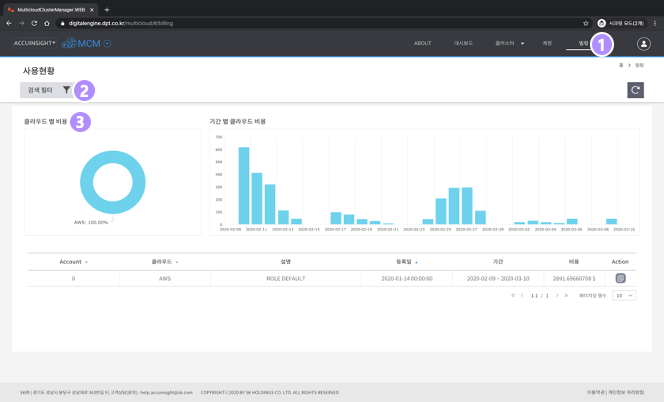 MulticloudClusterManager.WEB
digitalengine.dpt.co.kr/multicloud/#/billing
시크릿 모드(2개)
ACCUINSIGHT+ MCM
ABOUT 대시보드 클러스터 계정 빌링 1
사용현황
홈 > 빌링
검색 필터 2
클라우드 별 비용 3
기간 별 클라우드 비용
700
600
500
400
300
200
100
0
AWS: 100.00%
2020-02-09 2020-02-11 2020-02-13 2020-02-15 2020-02-17 2020-02-19 2020-02-21 2020-02-23 2020-02-25 2020-02-27 2020-02-29 2020-03-02 2020-03-04 2020-03-06 2020-03-08 2020-03-10
Account 클라우드 설명 등록일 기간 비용 Action
0 AWS ROLE DEFAULT 2020-01-14 00:00:00 2020-02-09 ~ 2020-03-10 2891.69660708 $
1-1 / 1 페이지당 행수 10
SK㈜ | 경기도 성남시 분당구 성남대로 343번길 9 | 고객상담(문의) : help.accuinsight@sk.com COPYRIGHTⓒ2020 BY SK HOLDINGS CO. LTD. ALL RIGHTS RESERVED
이용약관 | 개인정보 처리방침